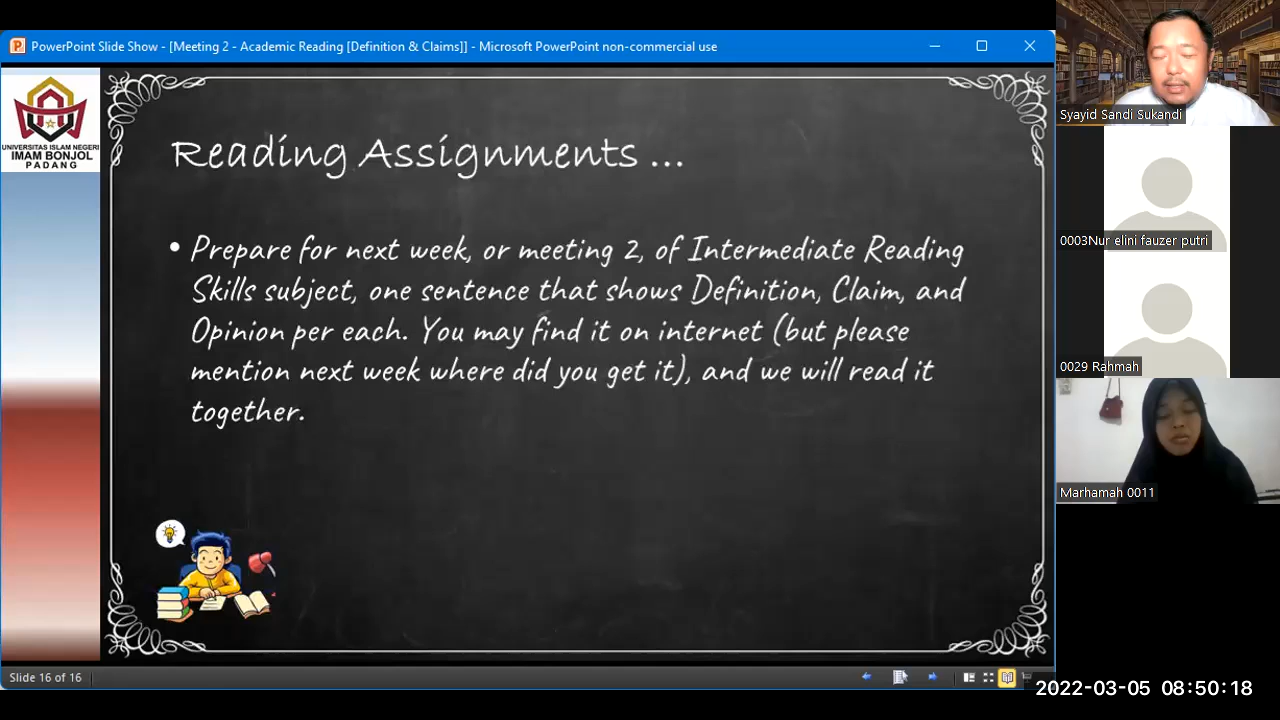 PowerPoint Slide Show - [Meeting 2 - Academic Reading [Definition & Claims]] - Microsoft PowerPoint non-commercial use
UNIVERSITAS ISLAM NEGERI
IMAM BONJOL
PADANG
Reading Assignments ...
• Prepare for next week, or meeting 2, of Intermediate Reading
Skills subject, one sentence that shows Definition, Claim, and
Opinion per each. You may find it on internet (but please
mention next week where did you get it), and we will read it
together.
Slide 16 of 16
Syayid Sandi Sukandi
0003Nur elini fauzer putri
0029 Rahmah
Marhamah 0011
2022-03-05 08:50:18